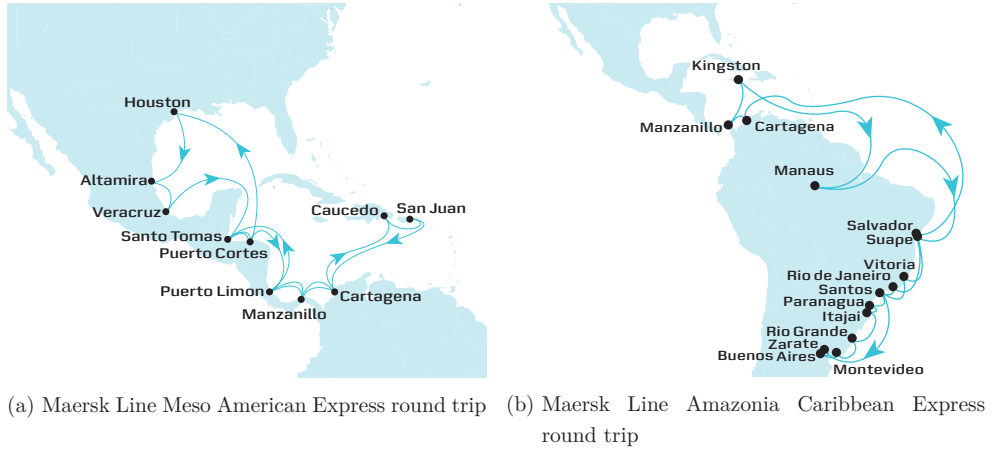 Houston
Altamira
Veracruz
Santo Tomas
Puerto Cortes
Caucedo
San Juan
Puerto Limon
Manzanillo
Cartagena
(a) Maersk Line Meso American Express round trip
Kingston
Manzanillo
Cartagena
Manaus
Salvador
Suape
Vitoria
Rio de Janeiro
Santos
Paranagua
Itajai
Rio Grande
Zarate
Buenos Aires
Montevideo
(b) Maersk Line Amazonia Caribbean Express
round trip